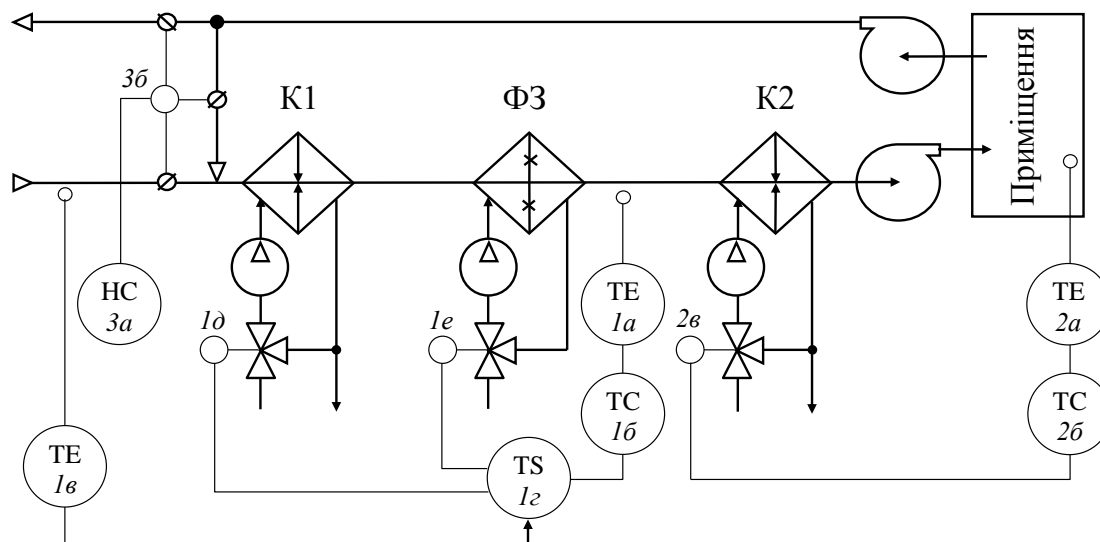 3б
К1
ФЗ
К2
Приміщення
НС
3а
1д
1е
ТЕ
1а
2в
ТЕ
2а
ТС
1б
ТС
2б
ТЕ
1в
TS
1г